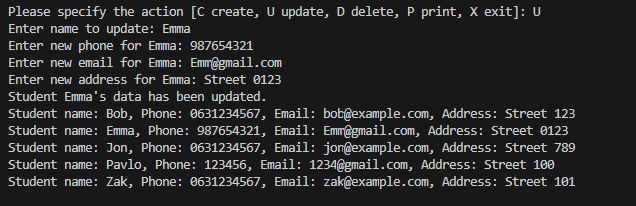 Please specify the action [C create, U update, D delete, P print, X exit]: U
Enter name to update: Emma
Enter new phone for Emma: 987654321
Enter new email for Emma: Emm@gmail.com
Enter new address for Emma: Street 0123
Student Emma's data has been updated.
Student name: Bob, Phone: 0631234567, Email: bob@example.com, Address: Street 123
Student name: Emma, Phone: 987654321, Email: Emm@gmail.com, Address: Street 0123
Student name: Jon, Phone: 0631234567, Email: jon@example.com, Address: Street 789
Student name: Pavlo, Phone: 123456, Email: 1234@gmail.com, Address: Street 100
Student name: Zak, Phone: 0631234567, Email: zak@example.com, Address: Street 101